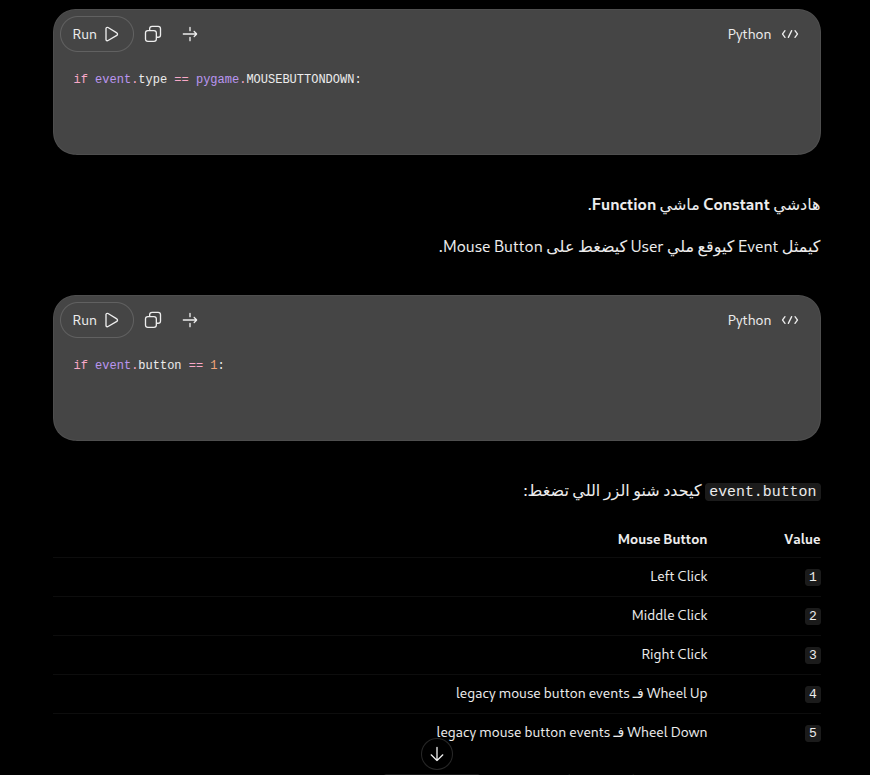 Run Python
if event.type == pygame.MOUSEBUTTONDOWN:
هادشي Constant ماشي Function.
كيمثل Event كيوقع ملي User كيضغط على Mouse Button.
Run Python
if event.button == 1:
event.button كيحدد شنو الزر اللي تضغط:
Value Mouse Button
1 Left Click
2 Middle Click
3 Right Click
4 Wheel Up فـ legacy mouse button events
5 Wheel Down فـ legacy mouse button events